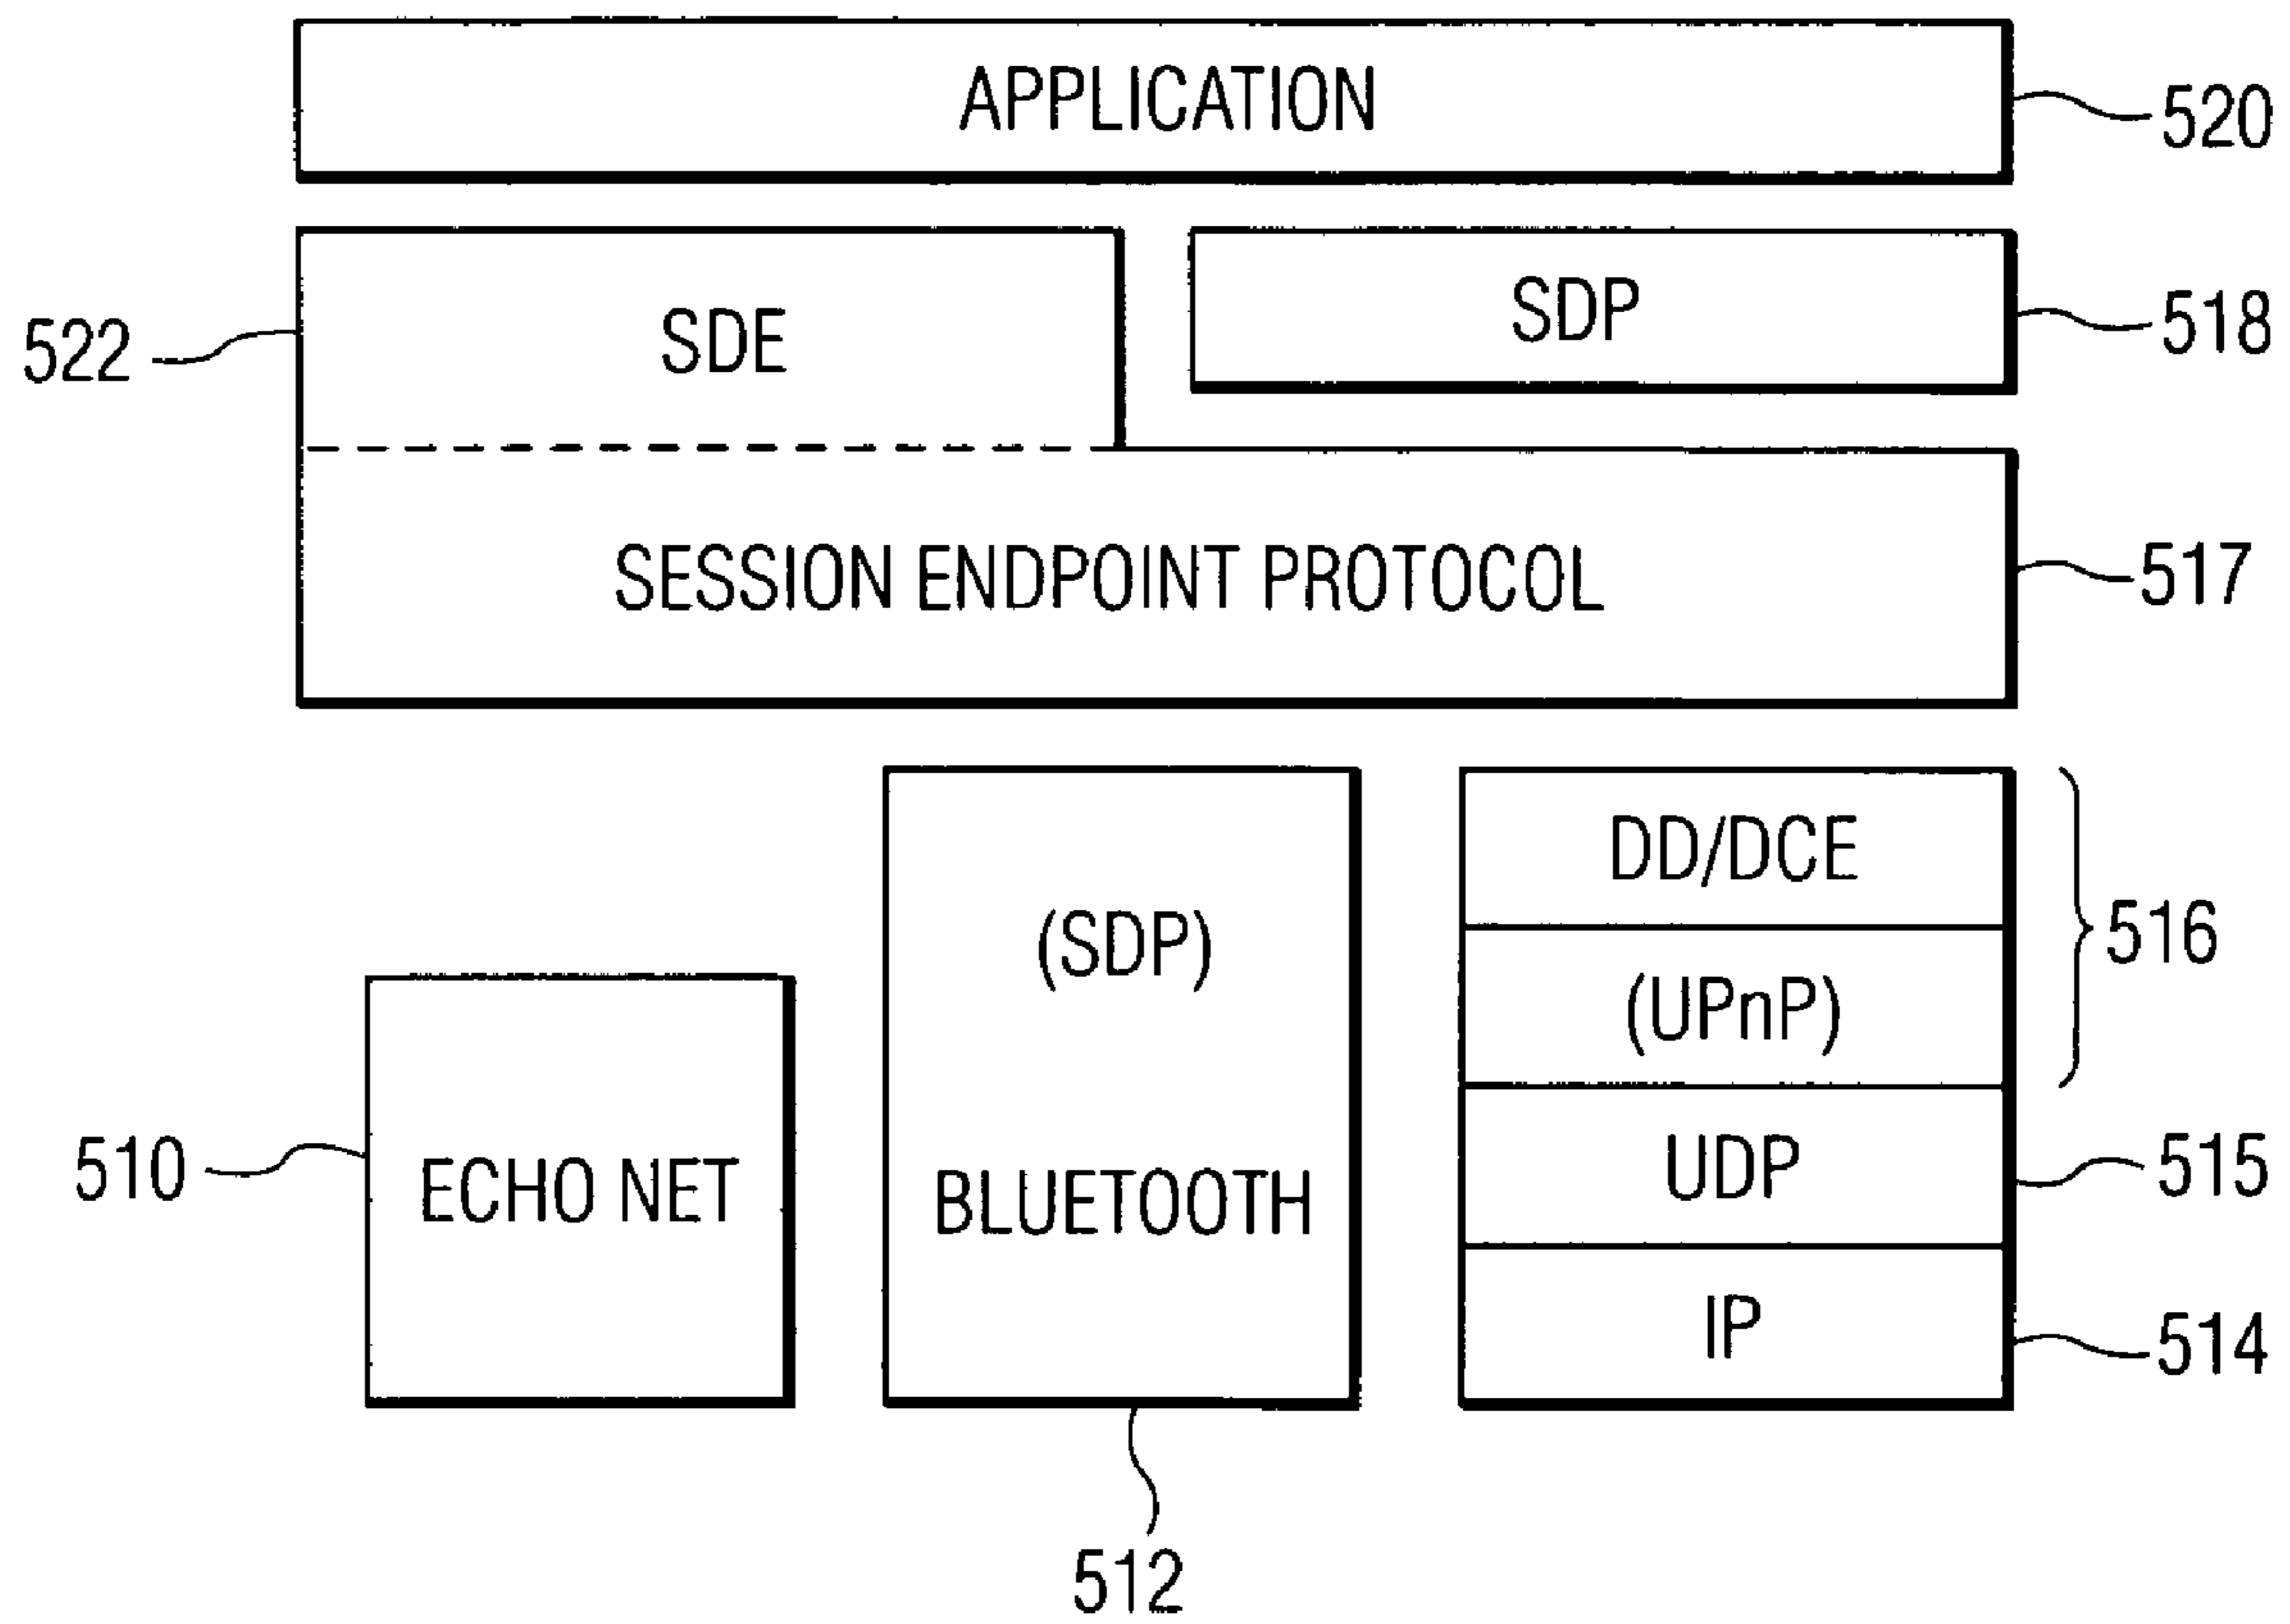 APPLICATION
520
SDE
SDP
522
518
SESSION ENDPOINT PROTOCOL
517
DD/DCE
(SDP)
516
(UPnP)
510
ECHO NET
BLUETOOTH
UDP
515
IP
514
512